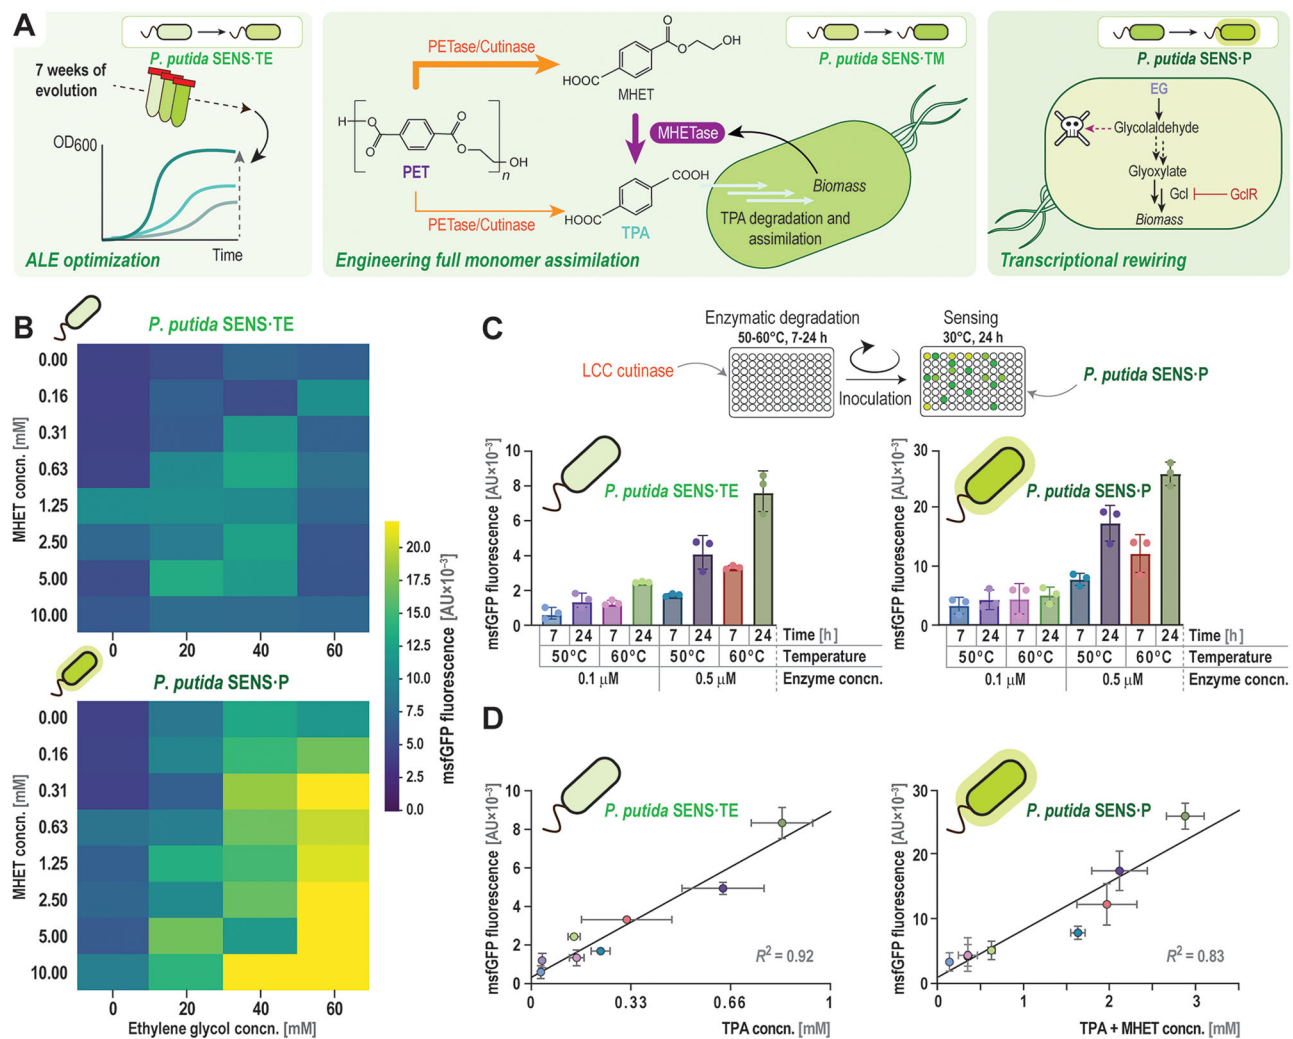 A
P. putida SENS·TE
7 weeks of
evolution
OD600
Time
ALE optimization
PETase/Cutinase
HOOC
O
O
OH
MHET
P. putida SENS·TM
MHETase
H
O
O
O
O
OH
n
PET
PETase/Cutinase
COOH
HOOC
TPA
Biomass
TPA degradation and
assimilation
Engineering full monomer assimilation
P. putida SENS·P
EG
Glycolaldehyde
Glyoxylate
Gcl
GclR
Biomass
Transcriptional rewiring
B
P. putida SENS·TE
MHET concn. [mM]
0.00
0.16
0.31
0.63
1.25
2.50
5.00
10.00
0 20 40 60
P. putida SENS·P
MHET concn. [mM]
0.00
0.16
0.31
0.63
1.25
2.50
5.00
10.00
0 20 40 60
Ethylene glycol concn. [mM]
20.0
17.5
15.0
12.5
10.0
7.5
5.0
2.5
0.0
msfGFP fluorescence [AU×10⁻³]
C
Enzymatic degradation
50-60°C, 7-24 h
Sensing
30°C, 24 h
LCC cutinase
Inoculation
P. putida SENS·P
msfGFP fluorescence [AU×10⁻³]
10
8
6
4
2
0
P. putida SENS·TE
7 24 7 24 7 24 7 24 Time [h]
50°C 60°C 50°C 60°C Temperature
0.1 μM 0.5 μM Enzyme concn.
msfGFP fluorescence [AU×10⁻³]
30
20
10
0
P. putida SENS·P
7 24 7 24 7 24 7 24 Time [h]
50°C 60°C 50°C 60°C Temperature
0.1 μM 0.5 μM Enzyme concn.
D
msfGFP fluorescence [AU×10⁻³]
10
8
6
4
2
0
P. putida SENS·TE
R² = 0.92
0 0.33 0.66 1
TPA concn. [mM]
msfGFP fluorescence [AU×10⁻³]
30
20
10
0
P. putida SENS·P
R² = 0.83
0 1 2 3
TPA + MHET concn. [mM]